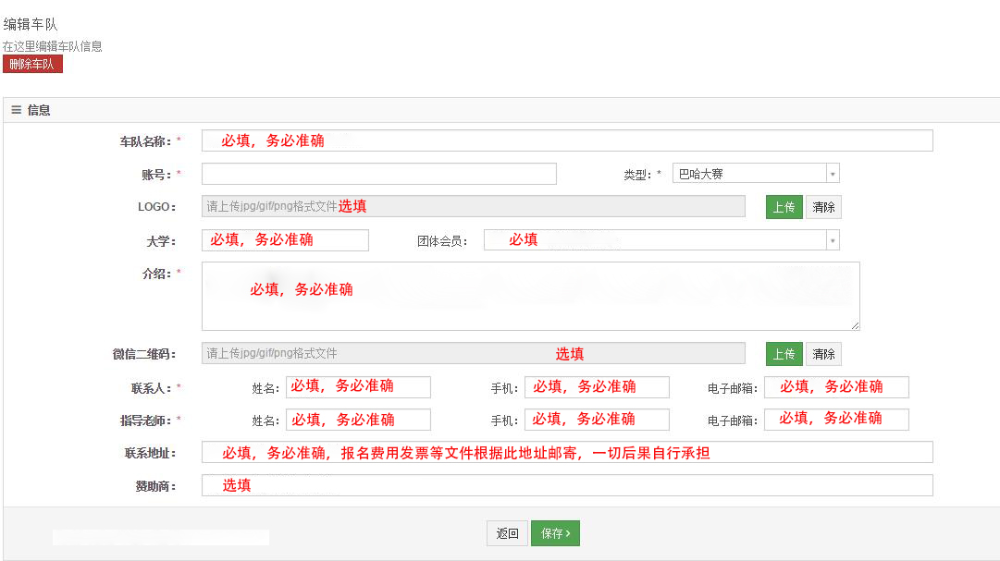 编辑车队
在这里编辑车队信息
删除车队
信息
车队名称：* 必填，务必准确
账号：* 类型：* 巴哈大赛
LOGO： 请上传jpg/gif/png格式文件选填 上传 清除
大学： 必填，务必准确 团体会员： 必填
介绍：* 必填，务必准确
微信二维码： 请上传jpg/gif/png格式文件 选填 上传 清除
联系人：* 姓名： 必填，务必准确 手机： 必填，务必准确 电子邮箱： 必填，务必准确
指导老师：* 姓名： 必填，务必准确 手机： 必填，务必准确 电子邮箱： 必填，务必准确
联系地址： 必填，务必准确，报名费用发票等文件根据此地址邮寄，一切后果自行承担
赞助商： 选填
返回 保存